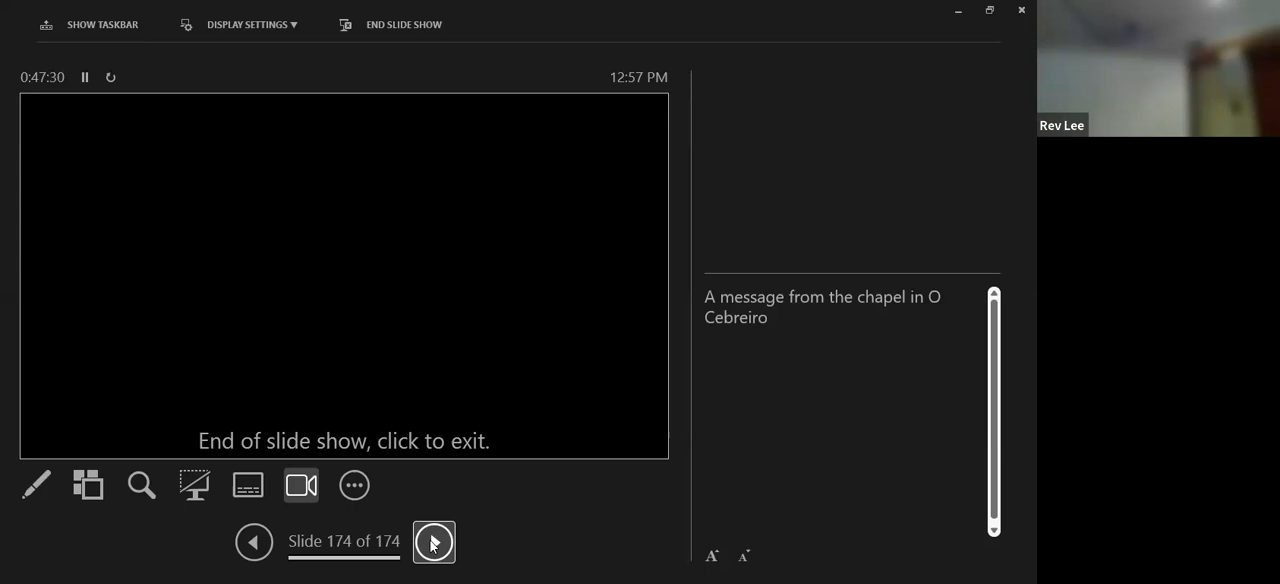 SHOW TASKBAR DISPLAY SETTINGS ▼ END SLIDE SHOW
0:47:30 12:57 PM
End of slide show, click to exit.
Slide 174 of 174
A message from the chapel in O
Cebreiro
A A
Rev Lee